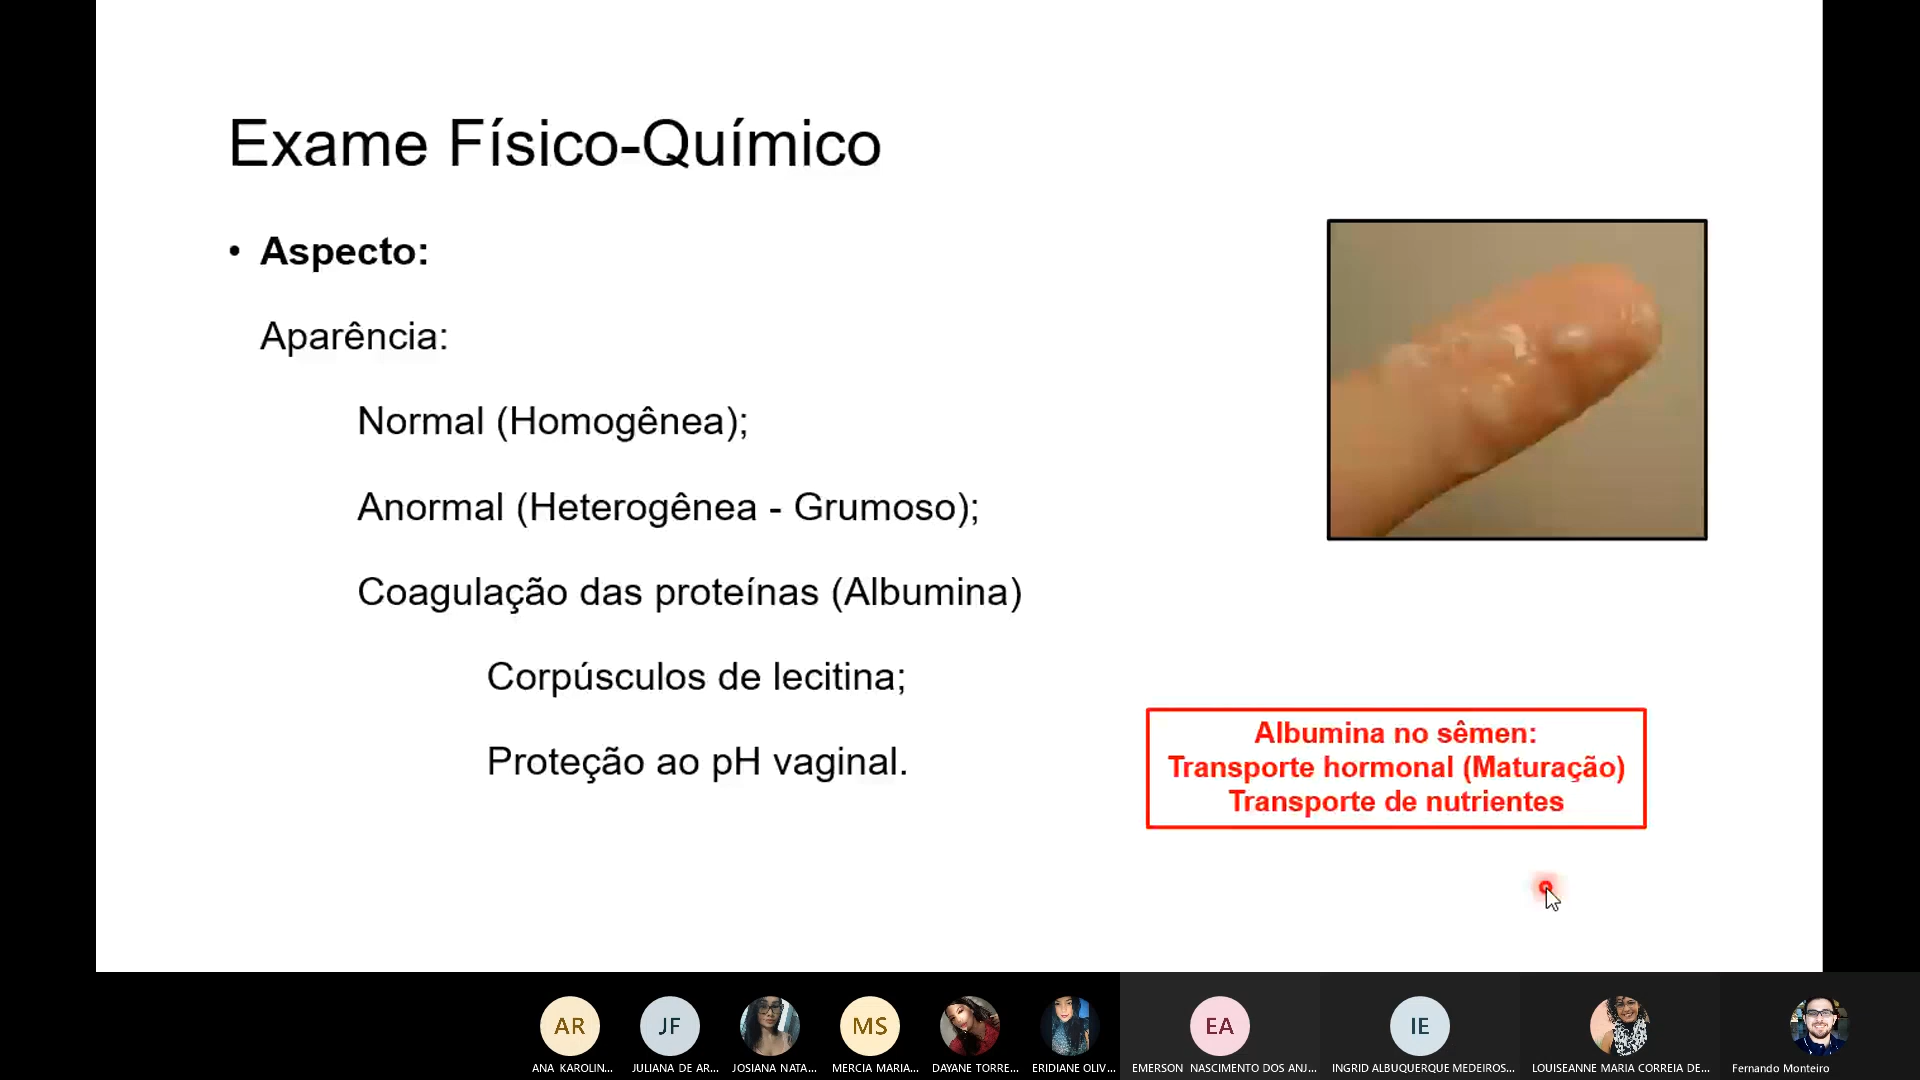 Exame Físico-Químico
• Aspecto:
Aparência:
Normal (Homogênea);
Anormal (Heterogênea - Grumoso);
Coagulação das proteínas (Albumina)
Corpúsculos de lecitina;
Proteção ao pH vaginal.
Albumina no sêmen:
Transporte hormonal (Maturação)
Transporte de nutrientes
AR
JF
MS
EA
IE
ANA KAROLIN...
JULIANA DE AR...
JOSIANA NATA...
MERCIA MARIA...
DAYANE TORRE...
ERIDIANE OLIV...
EMERSON NASCIMENTO DOS ANJ...
INGRID ALBUQUERQUE MEDEIROS...
LOUISEANNE MARIA CORREIA DE...
Fernando Monteiro